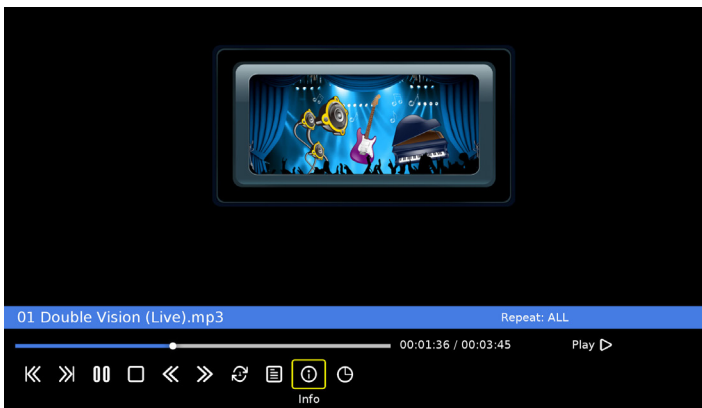 01 Double Vision (Live).mp3 Repeat: ALL
00:01:36 / 00:03:45 Play
Info